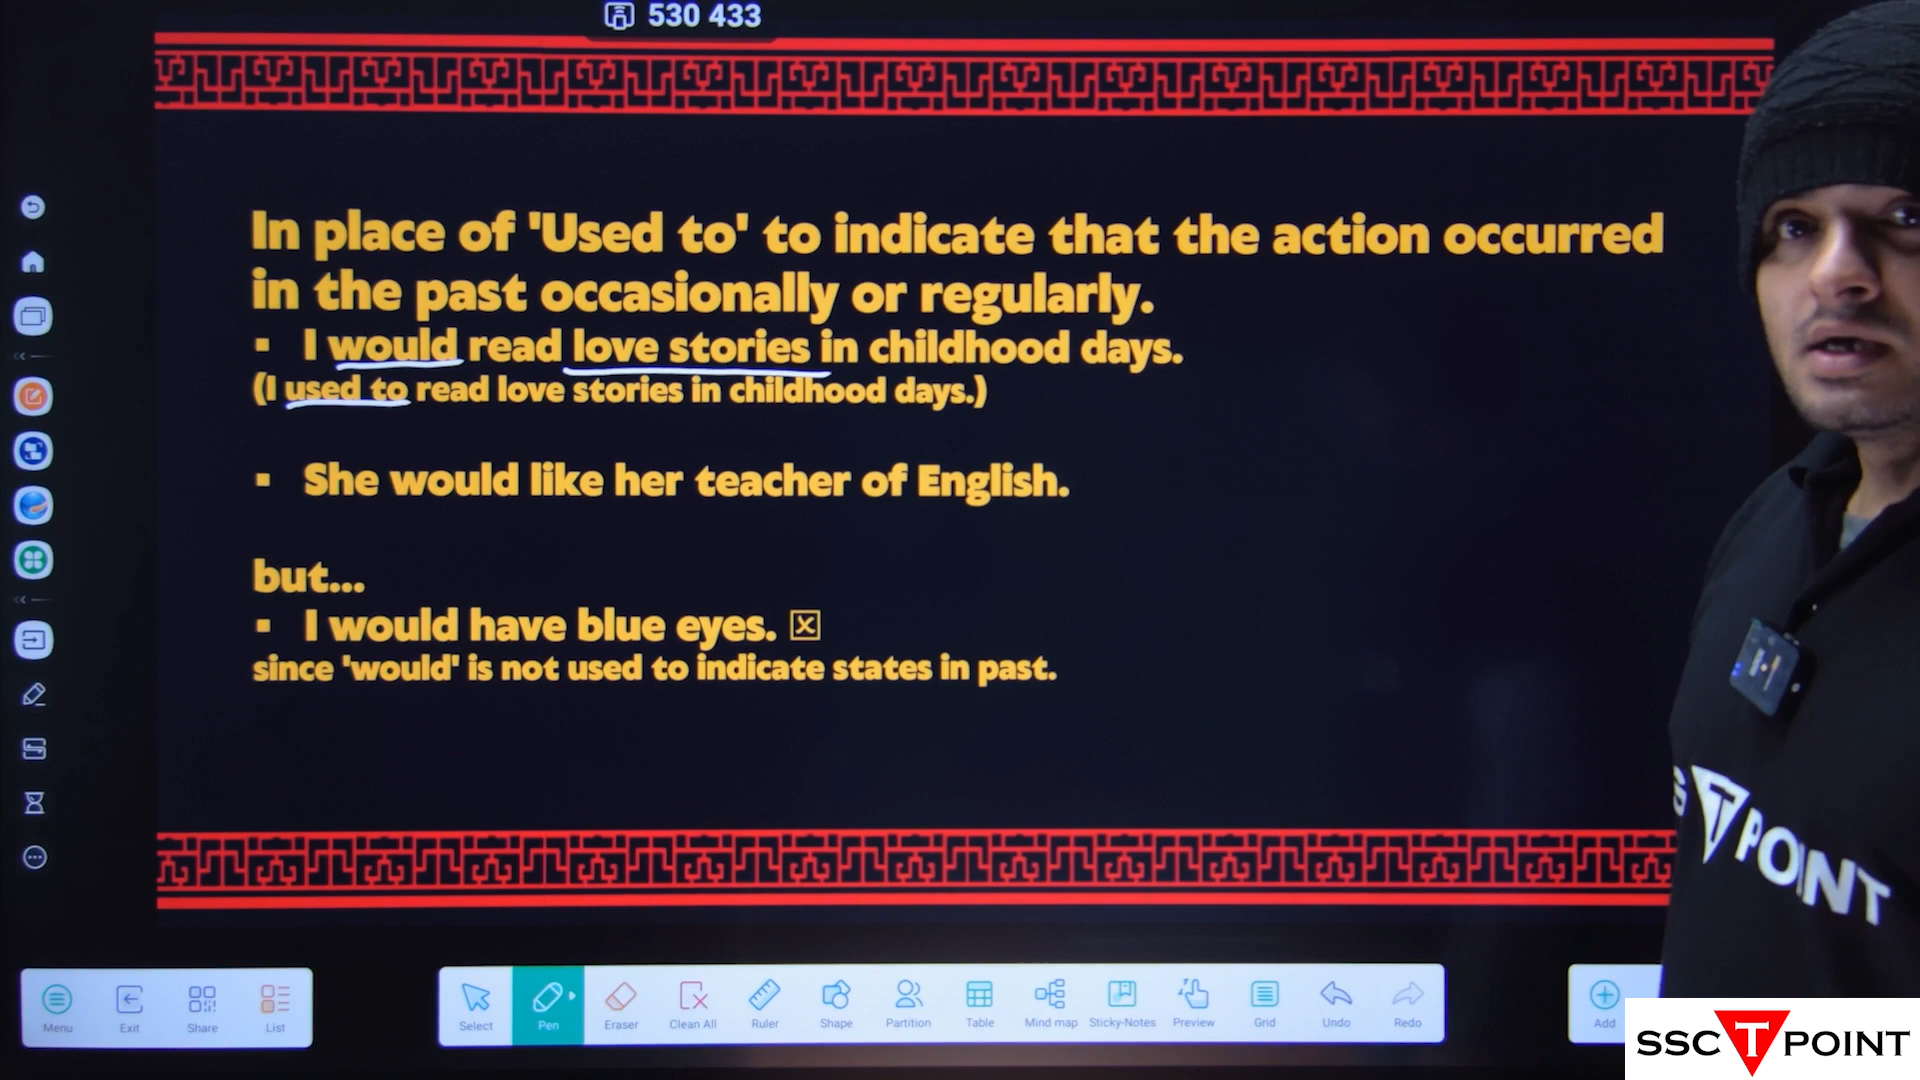 530 433
In place of 'Used to' to indicate that the action occurred
in the past occasionally or regularly.
▪ I would read love stories in childhood days.
(I used to read love stories in childhood days.)
▪ She would like her teacher of English.
but...
▪ I would have blue eyes. ☒
since 'would' is not used to indicate states in past.
POINT
Menu Exit Share List
Select Pen Eraser Clean All Ruler Shape Partition Table Mind map Sticky-Notes Preview Grid Undo Redo
Add
SSC T POINT